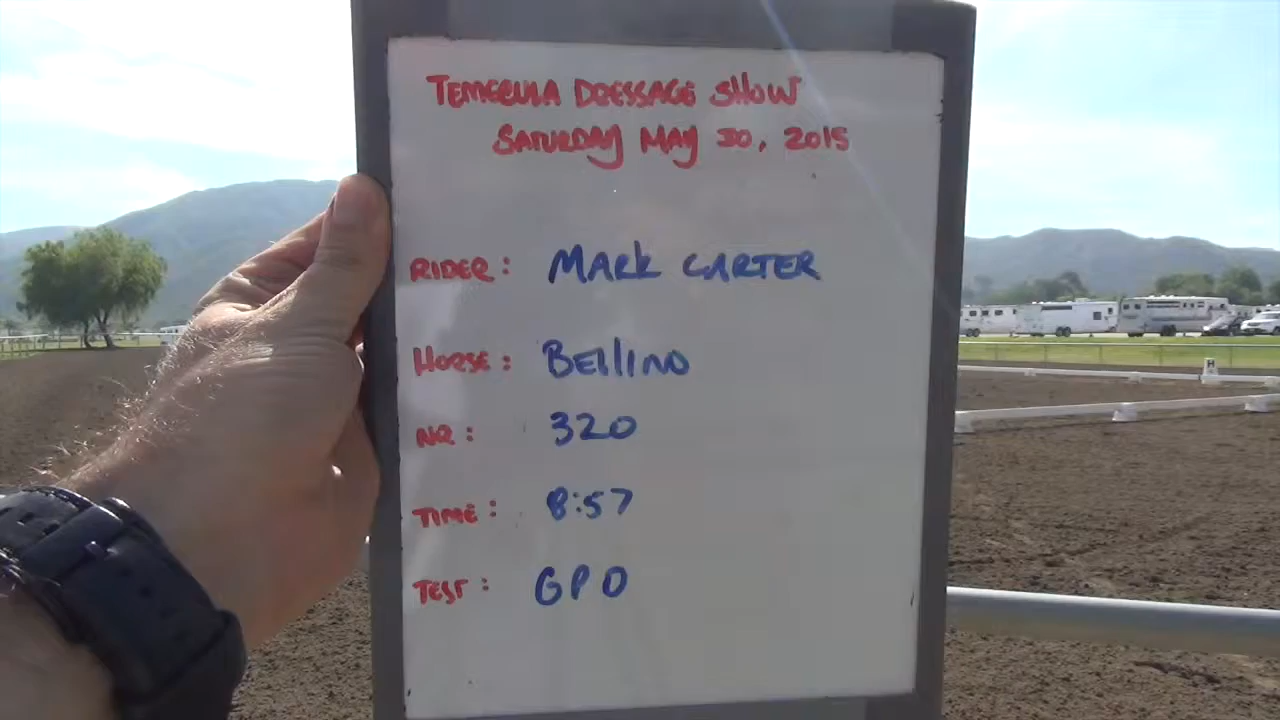 TEMECULA DRESSAGE SHOW
SATURDAY MAY 30, 2015
RIDER: MARK CARTER
HORSE: BELLINO
NR: 320
TIME: 8:57
TEST: GPO
H